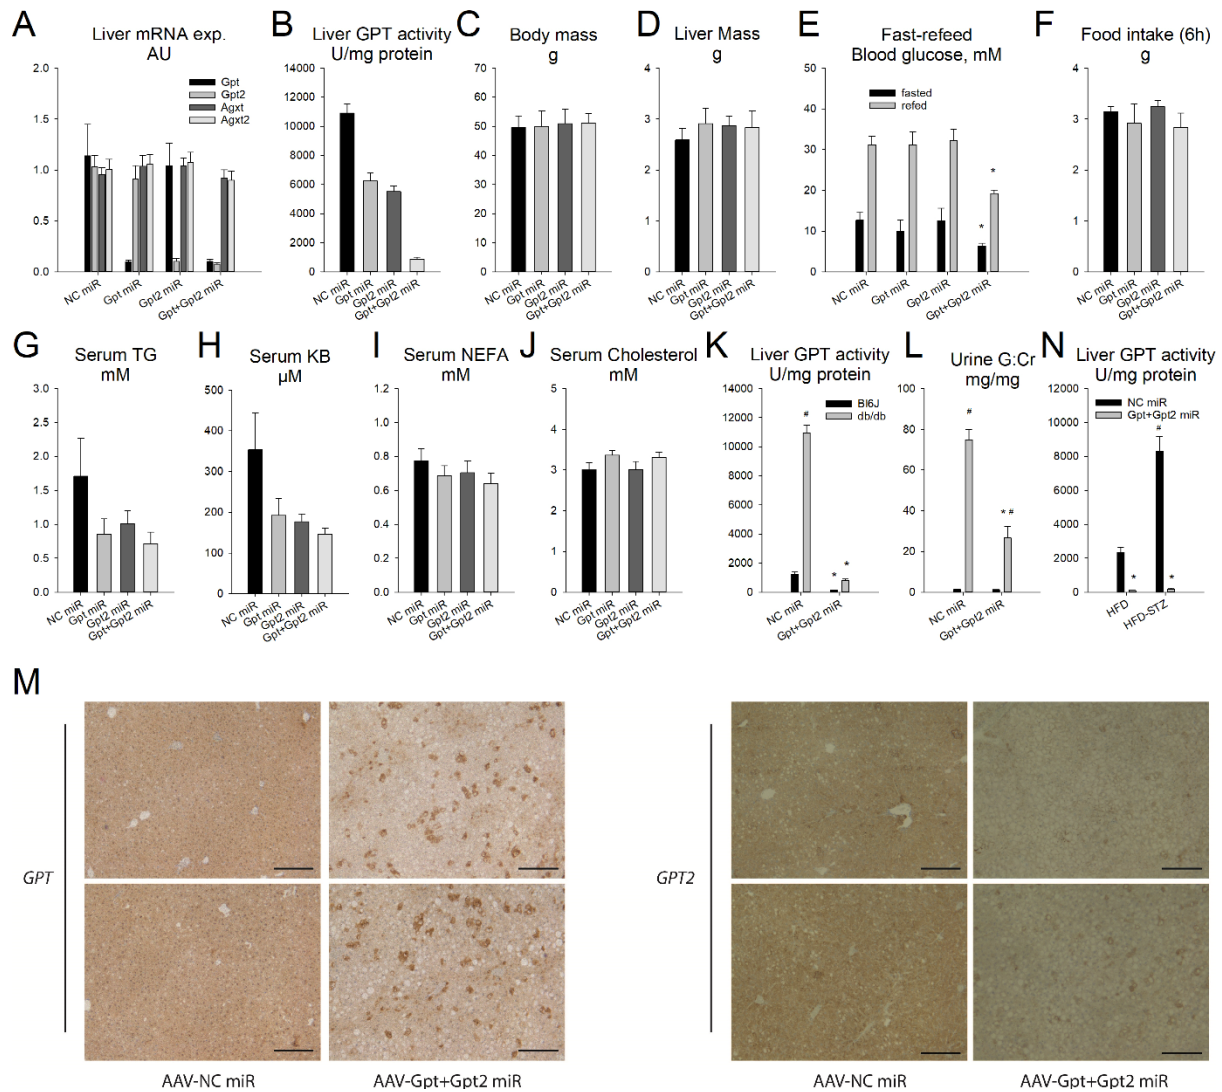 A
Liver mRNA exp.
AU
2.0
1.5
1.0
0.5
0.0
Gpt
Gpt2
Agxt
Agxt2
NC miR
Gpt miR
Gpt2 miR
Gpt+Gpt2 miR
B
Liver GPT activity
U/mg protein
14000
12000
10000
8000
6000
4000
2000
0
NC miR
Gpt miR
Gpt2 miR
Gpt+Gpt2 miR
C
Body mass
g
70
60
50
40
30
20
10
0
NC miR
Gpt miR
Gpt2 miR
Gpt+Gpt2 miR
D
Liver Mass
g
4
3
2
1
0
NC miR
Gpt miR
Gpt2 miR
Gpt+Gpt2 miR
E
Fast-refeed
Blood glucose, mM
50
40
30
20
10
0
fasted
refed
*
*
NC miR
Gpt miR
Gpt2 miR
Gpt+Gpt2 miR
F
Food intake (6h)
g
4
3
2
1
0
NC miR
Gpt miR
Gpt2 miR
Gpt+Gpt2 miR
G
Serum TG
mM
3.0
2.5
2.0
1.5
1.0
0.5
0.0
NC miR
Gpt miR
Gpt2 miR
Gpt+Gpt2 miR
H
Serum KB
µM
500
400
300
200
100
0
NC miR
Gpt miR
Gpt2 miR
Gpt+Gpt2 miR
I
Serum NEFA
mM
1.2
1.0
0.8
0.6
0.4
0.2
0.0
NC miR
Gpt miR
Gpt2 miR
Gpt+Gpt2 miR
J
Serum Cholesterol
mM
5
4
3
2
1
0
NC miR
Gpt miR
Gpt2 miR
Gpt+Gpt2 miR
K
Liver GPT activity
U/mg protein
14000
12000
10000
8000
6000
4000
2000
0
Bl6J
db/db
#
*
*
NC miR
Gpt+Gpt2 miR
L
Urine G:Cr
mg/mg
100
80
60
40
20
0
#
* #
NC miR
Gpt+Gpt2 miR
N
Liver GPT activity
U/mg protein
12000
10000
8000
6000
4000
2000
0
NC miR
Gpt+Gpt2 miR
#
*
*
HFD
HFD-STZ
M
GPT
AAV-NC miR
AAV-Gpt+Gpt2 miR
GPT2
AAV-NC miR
AAV-Gpt+Gpt2 miR